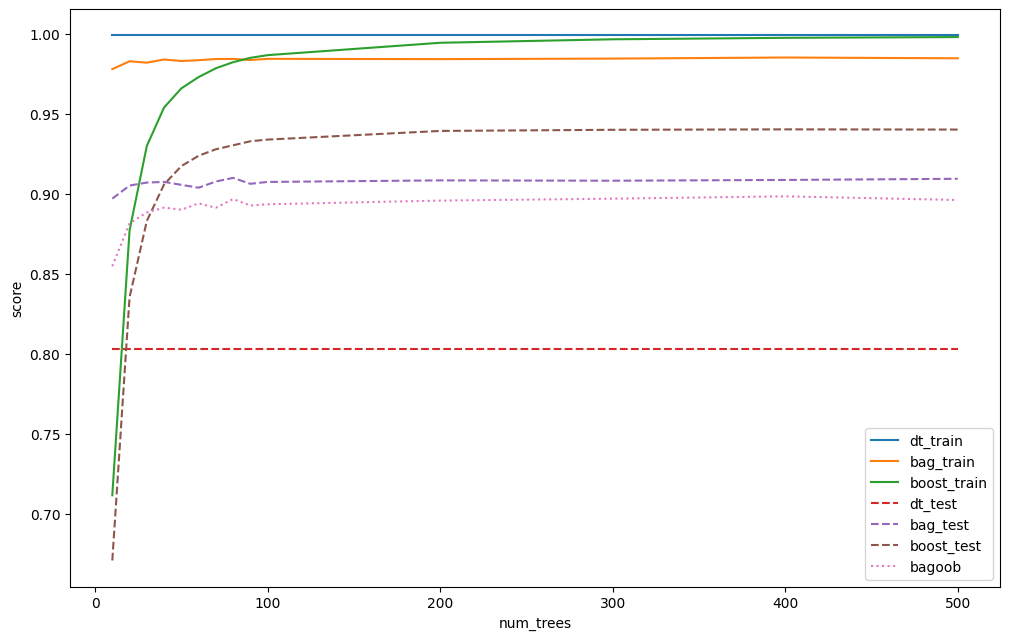 1.00
0.95
0.90
0.85
0.80
0.75
0.70
score
0
100
200
300
400
500
num_trees
dt_train
bag_train
boost_train
dt_test
bag_test
boost_test
bagoob